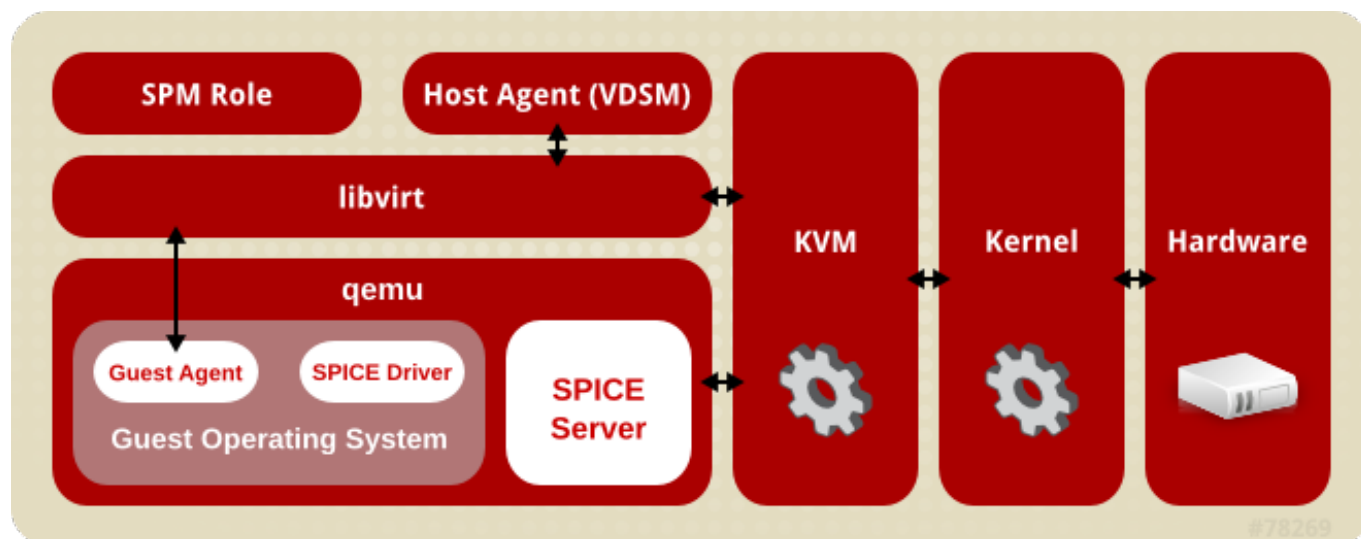 SPM Role
Host Agent (VDSM)
libvirt
qemu
Guest Agent
SPICE Driver
Guest Operating System
SPICE
Server
KVM
Kernel
Hardware
#78269